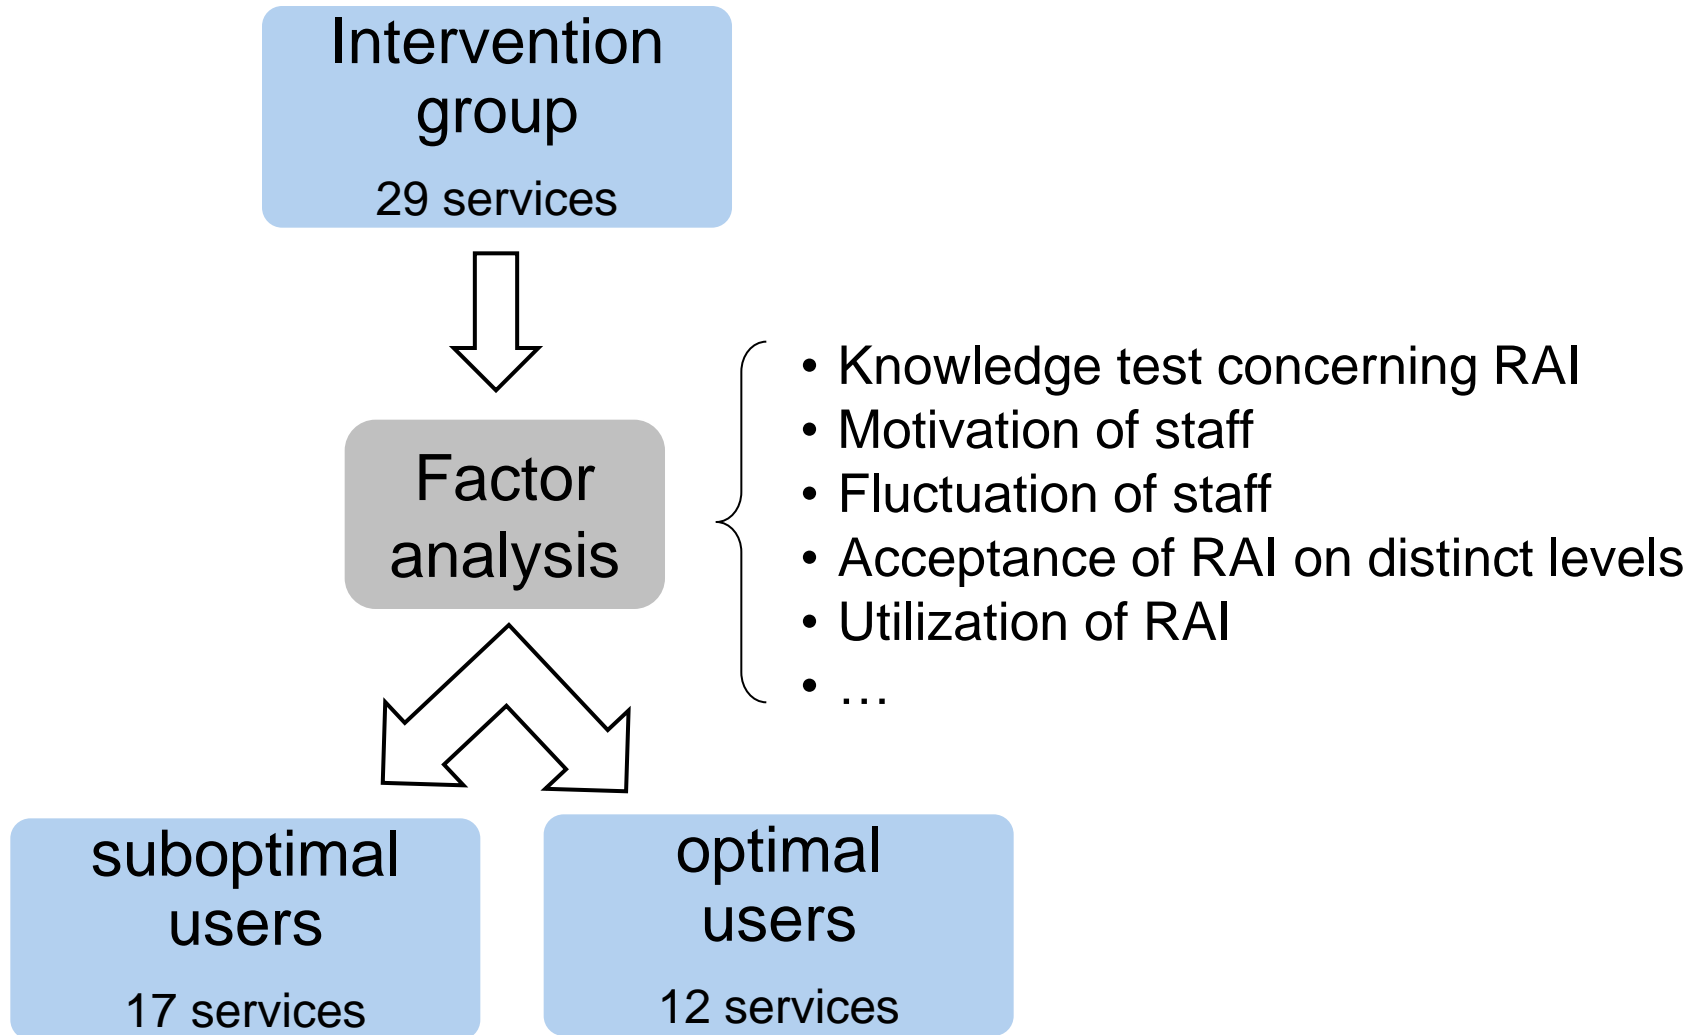 Intervention
group
29 services
Factor
analysis
• Knowledge test concerning RAI
• Motivation of staff
• Fluctuation of staff
• Acceptance of RAI on distinct levels
• Utilization of RAI
• …
suboptimal
users
17 services
optimal
users
12 services